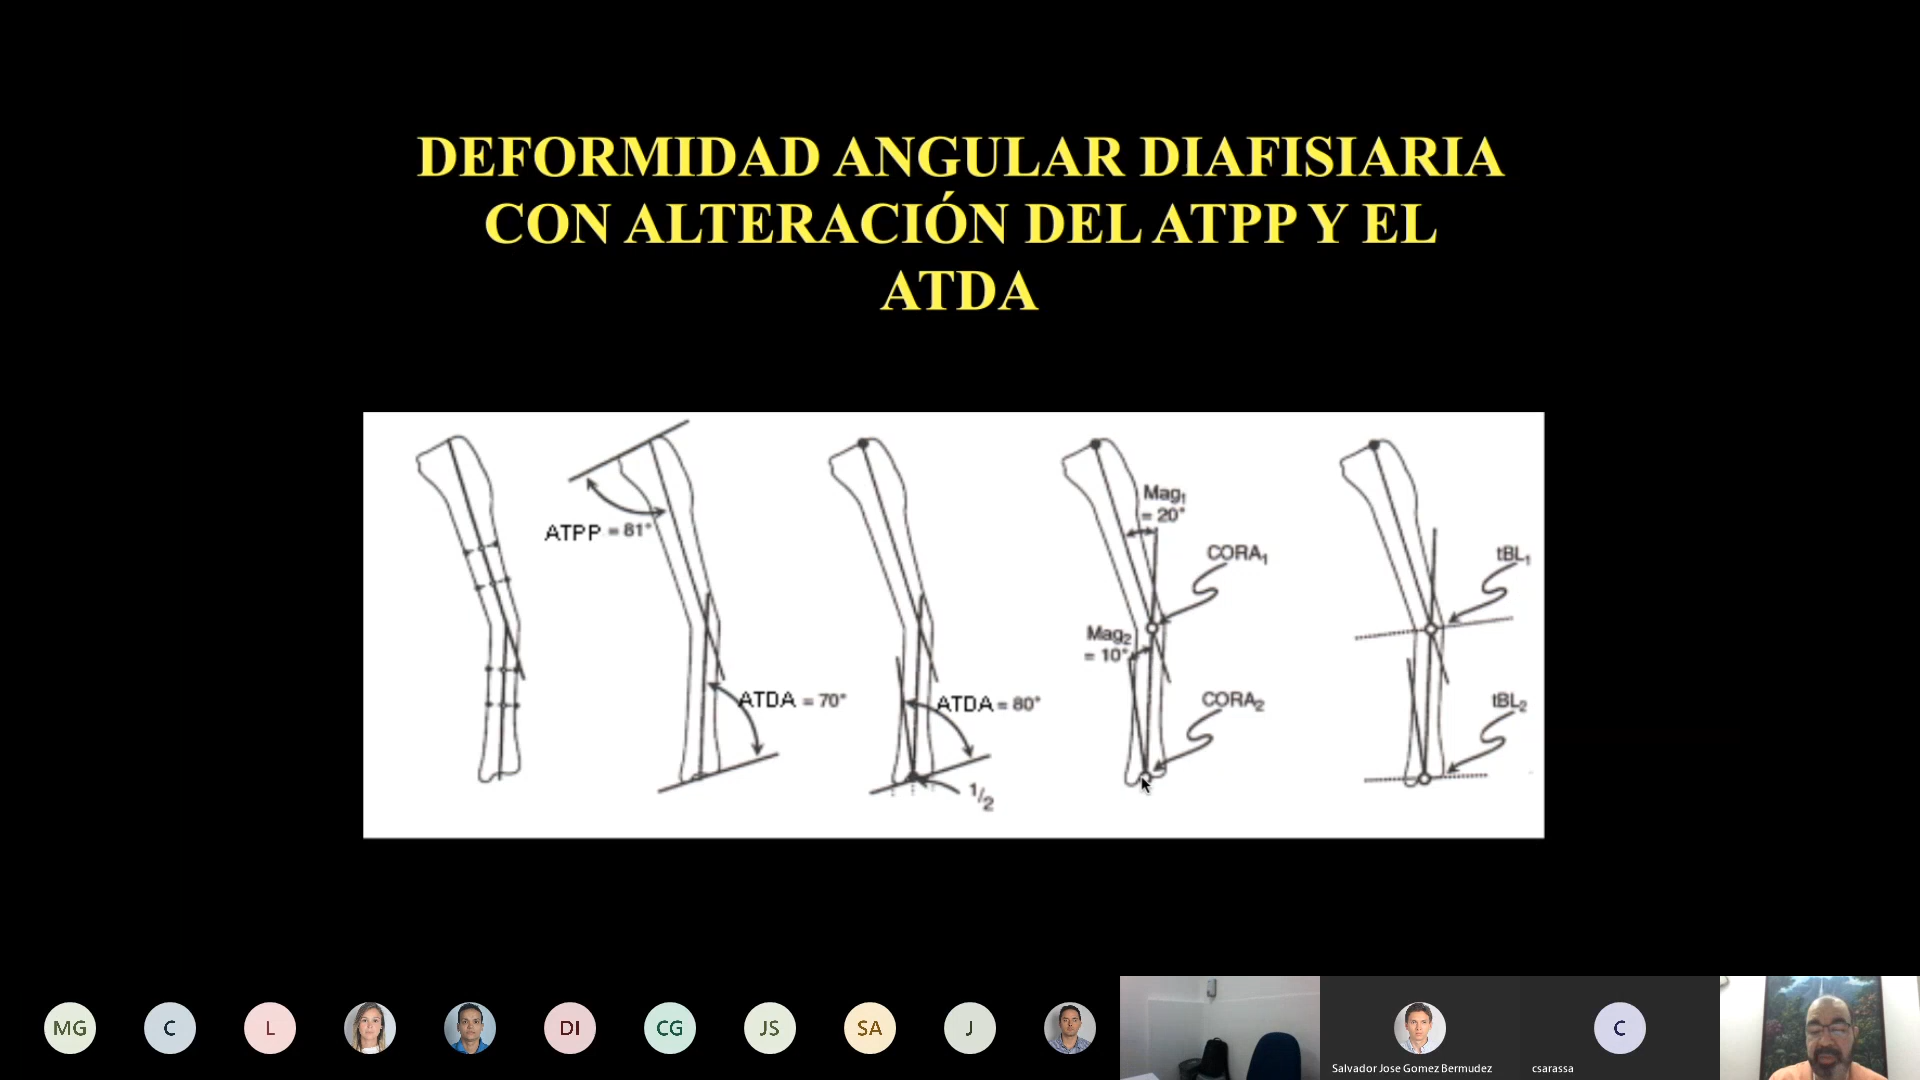 DEFORMIDAD ANGULAR DIAFISIARIA
CON ALTERACIÓN DEL ATPP Y EL
ATDA
ATPP = 81°
ATDA = 70°
ATDA = 80°
1/2
Mag₁
= 20°
CORA₁
Mag₂
= 10°
CORA₂
tBL₁
tBL₂
MG
C
L
DI
CG
JS
SA
J
Salvador Jose Gomez Bermudez
C
csarassa